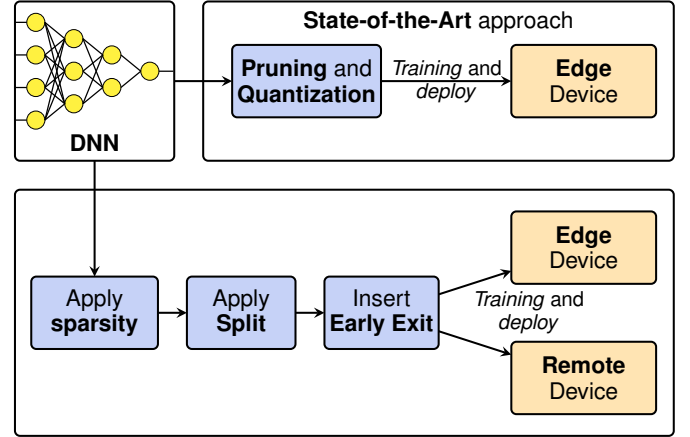 State-of-the-Art approach
DNN
Pruning and
Quantization
Training and
deploy
Edge
Device
Apply
sparsity
Apply
Split
Insert
Early Exit
Training and
deploy
Edge
Device
Remote
Device